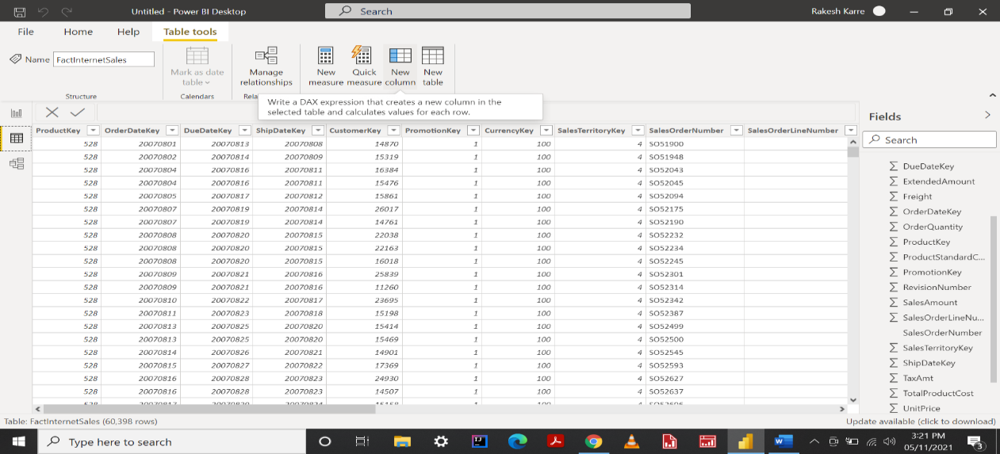 Untitled - Power BI Desktop
Search
Rakesh Karre
File Home Help Table tools
Name FactInternetSales
Mark as date table
Manage relationships
New measure
Quick measure
New column
New table
Structure
Calendars
Rela
Write a DAX expression that creates a new column in the
selected table and calculates values for each row.
ProductKey OrderDateKey DueDateKey ShipDateKey CustomerKey PromotionKey CurrencyKey SalesTerritoryKey SalesOrderNumber SalesOrderLineNumber
528 20070801 20070813 20070808 14870 1 100 4 SO51900
528 20070802 20070814 20070809 15319 1 100 4 SO51948
528 20070804 20070816 20070811 16384 1 100 4 SO52043
528 20070804 20070816 20070811 15476 1 100 4 SO52045
528 20070805 20070817 20070812 15861 1 100 4 SO52094
528 20070807 20070819 20070814 26017 1 100 4 SO52175
528 20070807 20070819 20070814 14761 1 100 4 SO52190
528 20070808 20070820 20070815 22038 1 100 4 SO52232
528 20070808 20070820 20070815 22163 1 100 4 SO52234
528 20070808 20070820 20070815 16018 1 100 4 SO52245
528 20070809 20070821 20070816 25839 1 100 4 SO52301
528 20070809 20070821 20070816 11260 1 100 4 SO52314
528 20070810 20070822 20070817 23695 1 100 4 SO52342
528 20070811 20070823 20070818 15198 1 100 4 SO52387
528 20070813 20070825 20070820 15414 1 100 4 SO52499
528 20070813 20070825 20070820 15469 1 100 4 SO52500
528 20070814 20070826 20070821 14901 1 100 4 SO52545
528 20070815 20070827 20070822 17369 1 100 4 SO52593
528 20070816 20070828 20070823 24930 1 100 4 SO52627
528 20070816 20070828 20070823 14507 1 100 4 SO52637
Fields
Search
DueDateKey
ExtendedAmount
Freight
OrderDateKey
OrderQuantity
ProductKey
ProductStandardC...
PromotionKey
RevisionNumber
SalesAmount
SalesOrderLineNu...
SalesOrderNumber
SalesTerritoryKey
ShipDateKey
TaxAmt
TotalProductCost
UnitPrice
Table: FactInternetSales (60,398 rows)
Update available (click to download)
Type here to search
3:21 PM
05/11/2021
3